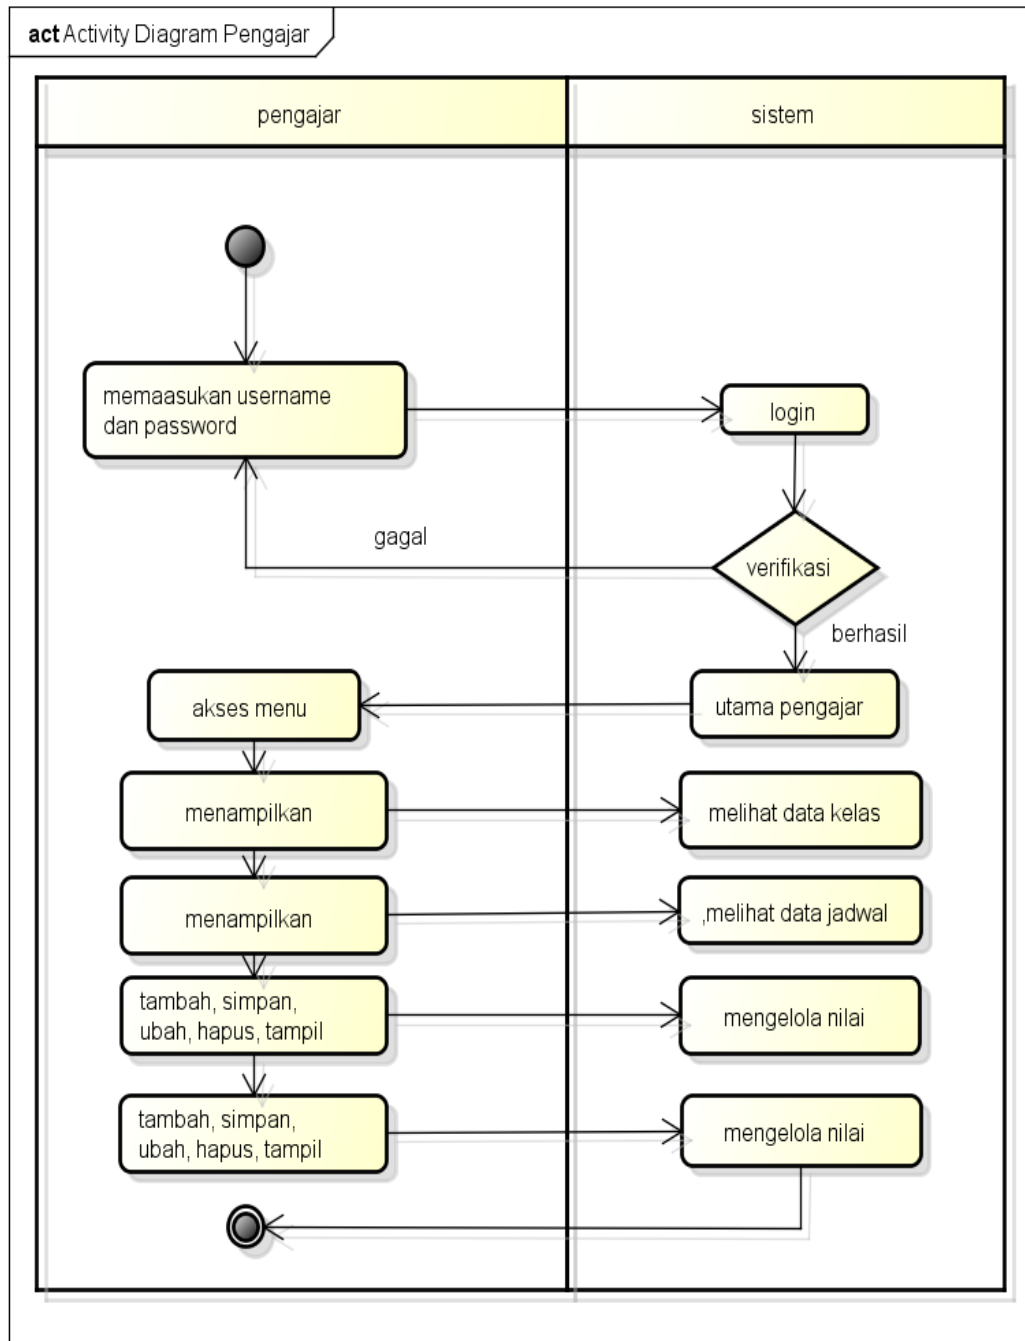 act Activity Diagram Pengajar
pengajar
sistem
memaasukan username
dan password
login
gagal
verifikasi
berhasil
akses menu
utama pengajar
menampilkan
melihat data kelas
menampilkan
,melihat data jadwal
tambah, simpan,
ubah, hapus, tampil
mengelola nilai
tambah, simpan,
ubah, hapus, tampil
mengelola nilai